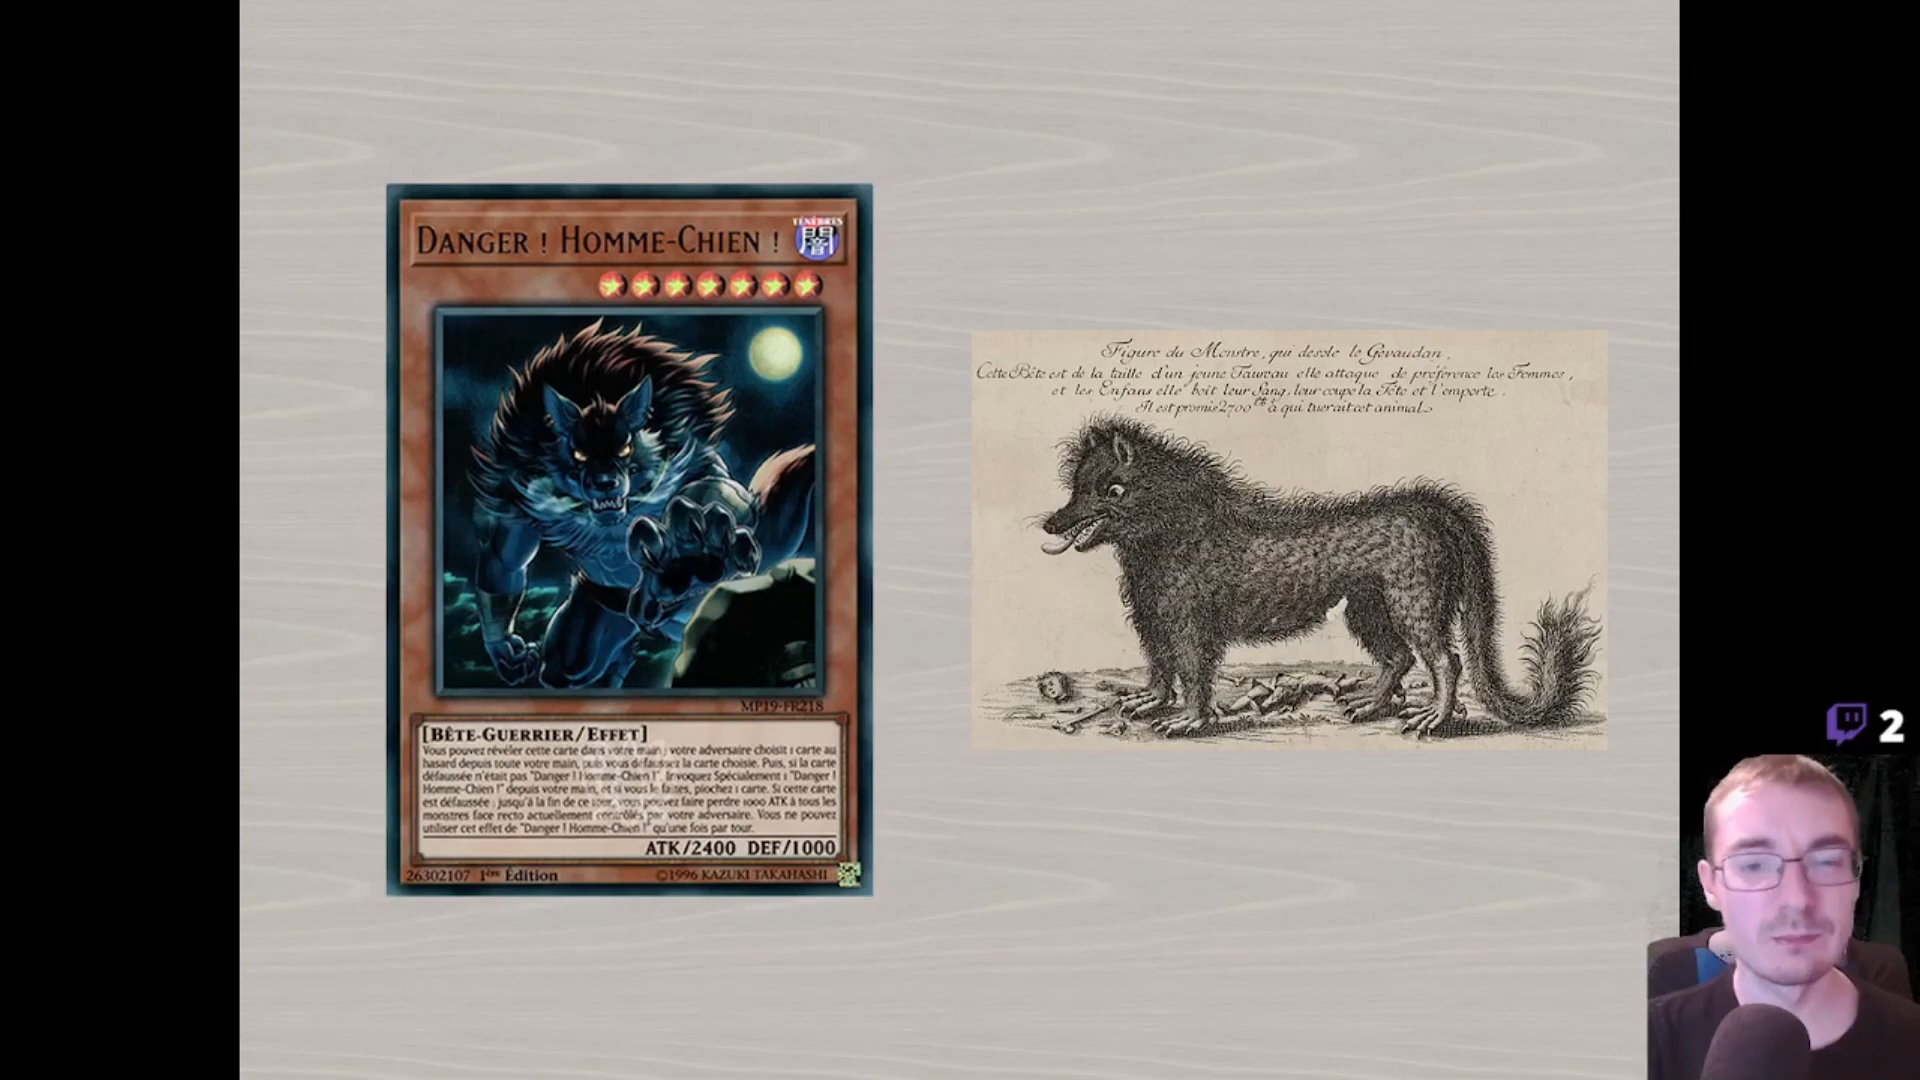 DANGER ! HOMME-CHIEN !
TÉNÈBRES
闇
MP19-FR218
[BÊTE-GUERRIER/EFFET]
Vous pouvez révéler cette carte dans votre main ; votre adversaire choisit 1 carte au
hasard depuis toute votre main, puis vous défaussez la carte choisie. Puis, si la carte
défaussée n'était pas "Danger ! Homme-Chien !", Invoquez Spécialement 1 "Danger !
Homme-Chien !" depuis votre main, et si vous le faites, piochez 1 carte. Si cette carte
est défaussée : jusqu'à la fin de ce tour, vous pouvez faire perdre 1000 ATK à tous les
monstres face recto actuellement contrôlés par votre adversaire. Vous ne pouvez
utiliser cet effet de "Danger ! Homme-Chien !" qu'une fois par tour.
ATK/2400 DEF/1000
26302107 1ère Édition ©1996 KAZUKI TAKAHASHI
Figure du Monstre, qui desole le Gevaudan,
Cette Bête est de la taille d'un jeune Taureau elle attaque de préference les Femmes,
et les Enfans elle boit leur Sang, leur coupe la Tête et l'emporte.
Il est promis 2700 ₶ à qui tuerait cet animal
2